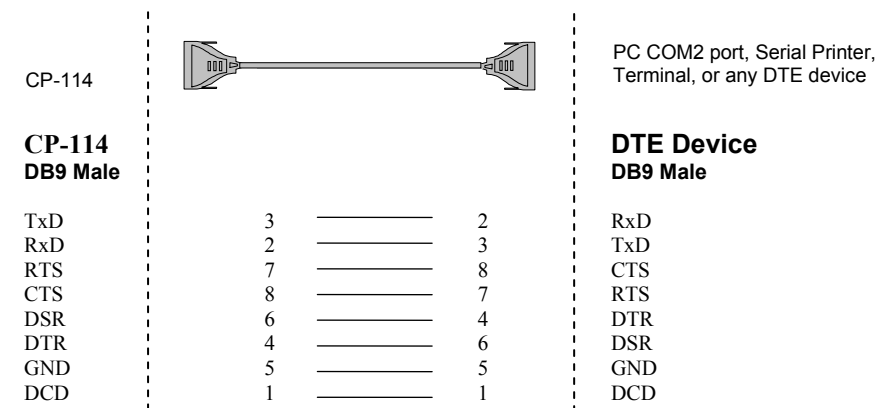 CP-114
PC COM2 port, Serial Printer,
Terminal, or any DTE device
CP-114 DTE Device
DB9 Male DB9 Male
TxD 3 2 RxD
RxD 2 3 TxD
RTS 7 8 CTS
CTS 8 7 RTS
DSR 6 4 DTR
DTR 4 6 DSR
GND 5 5 GND
DCD 1 1 DCD